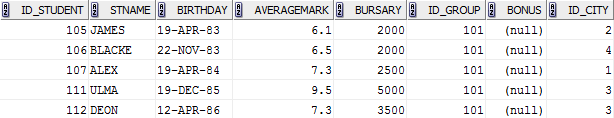 ID_STUDENT STNAME BIRTHDAY AVERAGEMARK BURSARY ID_GROUP BONUS ID_CITY
105 JAMES 19-APR-83 6.1 2000 101 (null) 2
106 BLACKE 22-NOV-83 6.5 2000 101 (null) 4
107 ALEX 19-APR-84 7.3 2500 101 (null) 1
111 ULMA 19-DEC-85 9.5 5000 101 (null) 3
112 DEON 12-APR-86 7.3 3500 101 (null) 3